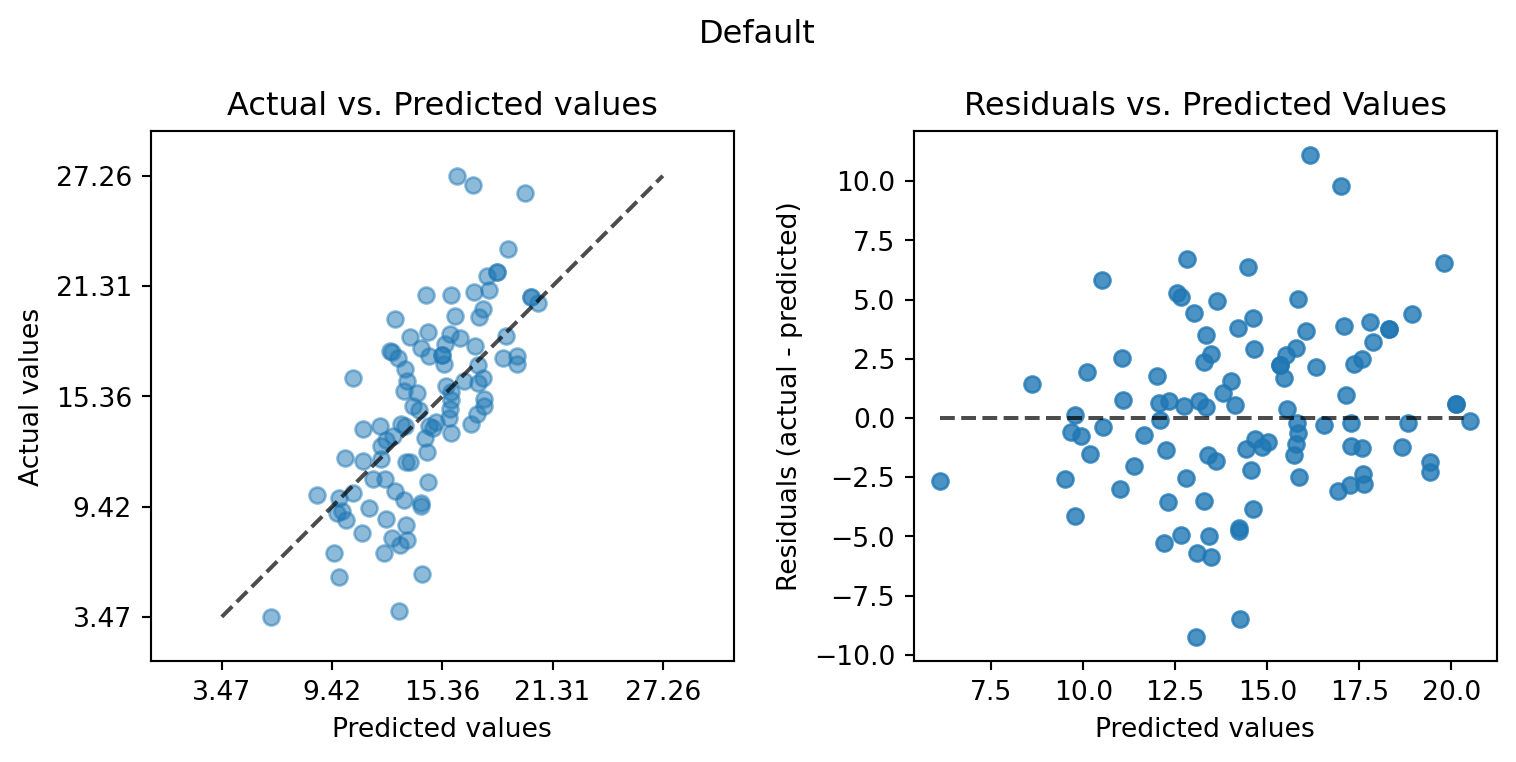 Default
Actual vs. Predicted values
Actual values
27.26
21.31
15.36
9.42
3.47
3.47 9.42 15.36 21.31 27.26
Predicted values
Residuals vs. Predicted Values
Residuals (actual - predicted)
10.0
7.5
5.0
2.5
0.0
−2.5
−5.0
−7.5
−10.0
7.5 10.0 12.5 15.0 17.5 20.0
Predicted values